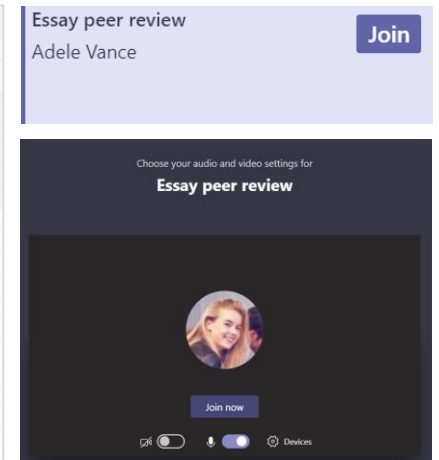 Essay peer review
Adele Vance
Join
Choose your audio and video settings for
Essay peer review
Join now
Devices